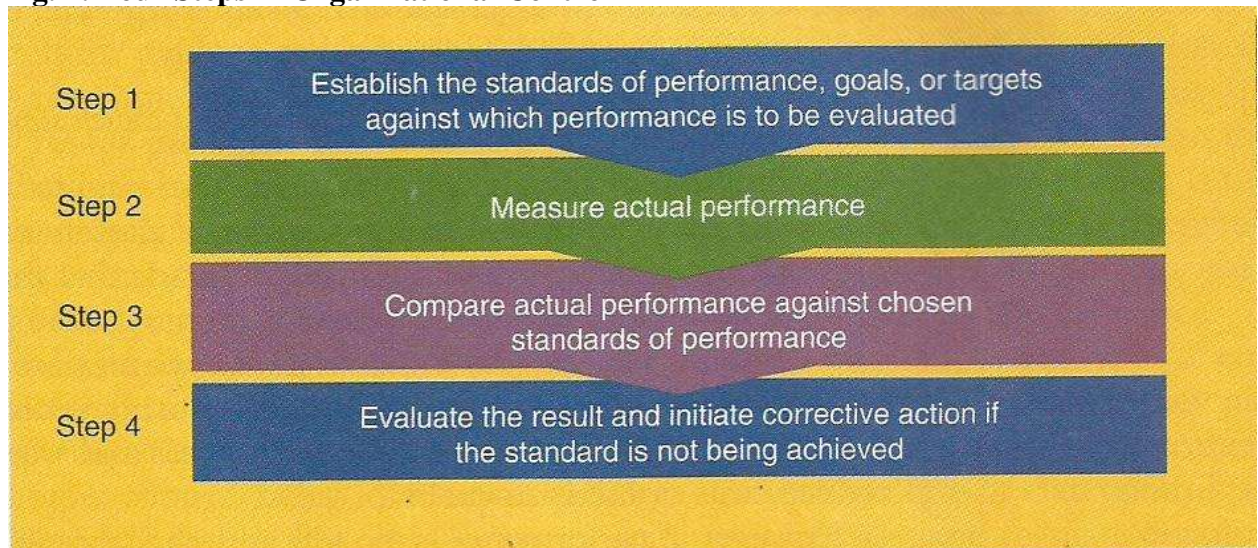 Step 1
Establish the standards of performance, goals, or targets
against which performance is to be evaluated
Step 2
Measure actual performance
Step 3
Compare actual performance against chosen
standards of performance
Step 4
Evaluate the result and initiate corrective action if
the standard is not being achieved